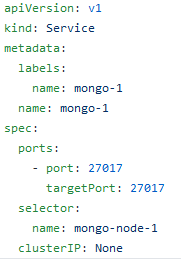 apiVersion: v1
kind: Service
metadata:
  labels:
    name: mongo-1
  name: mongo-1
spec:
  ports:
    - port: 27017
      targetPort: 27017
  selector:
    name: mongo-node-1
  clusterIP: None